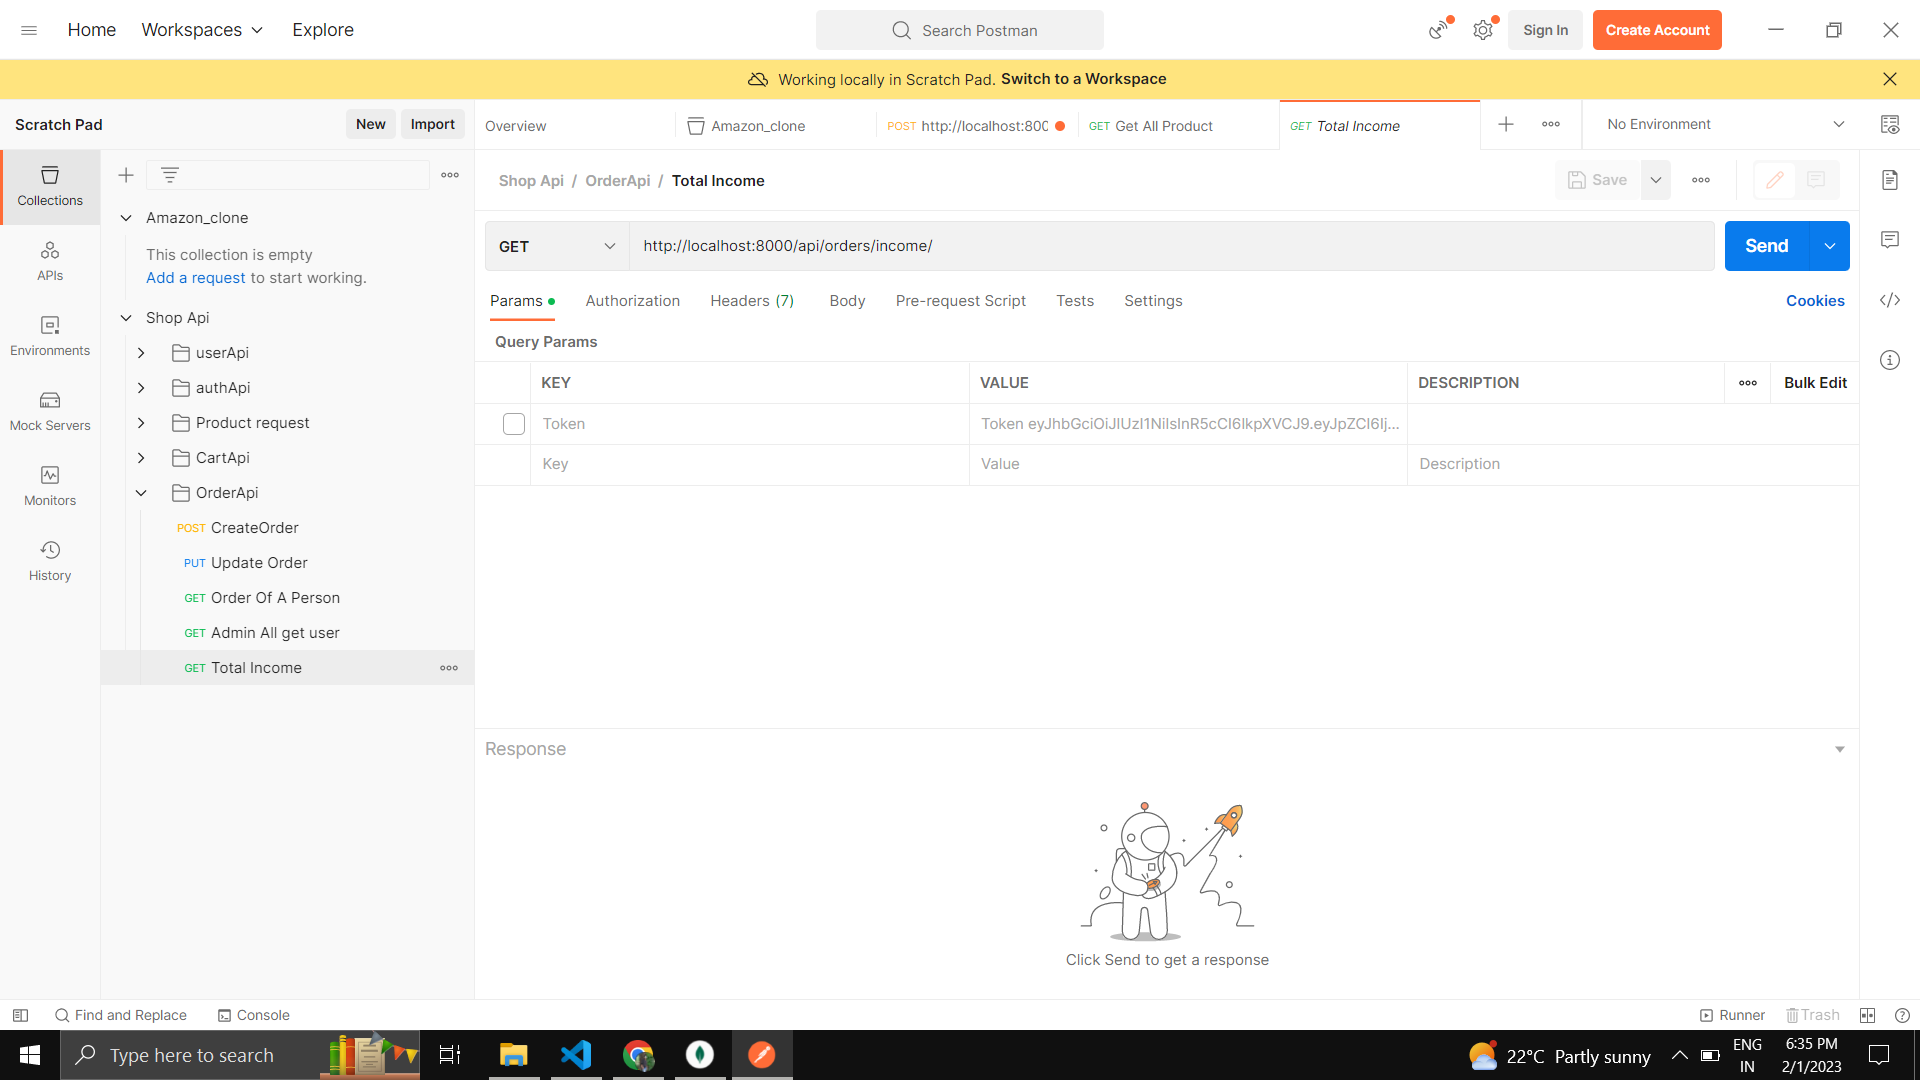 Home
Workspaces
Explore
Search Postman
Sign In
Create Account
Working locally in Scratch Pad. Switch to a Workspace
Scratch Pad
New
Import
Overview
Amazon_clone
POST http://localhost:800
GET Get All Product
GET Total Income
No Environment
Collections
APIs
Environments
Mock Servers
Monitors
History
Amazon_clone
This collection is empty
Add a request to start working.
Shop Api
userApi
authApi
Product request
CartApi
OrderApi
POST CreateOrder
PUT Update Order
GET Order Of A Person
GET Admin All get user
GET Total Income
Shop Api / OrderApi / Total Income
Save
GET
http://localhost:8000/api/orders/income/
Send
Params
Authorization
Headers (7)
Body
Pre-request Script
Tests
Settings
Cookies
Query Params
KEY VALUE DESCRIPTION Bulk Edit
Token Token eyJhbGciOiJIUzI1NiIsInR5cCI6IkpXVCJ9.eyJpZCI6Ij...
Key Value Description
Response
Click Send to get a response
Find and Replace
Console
Runner
Trash
Type here to search
22°C Partly sunny
ENG
IN
6:35 PM
2/1/2023